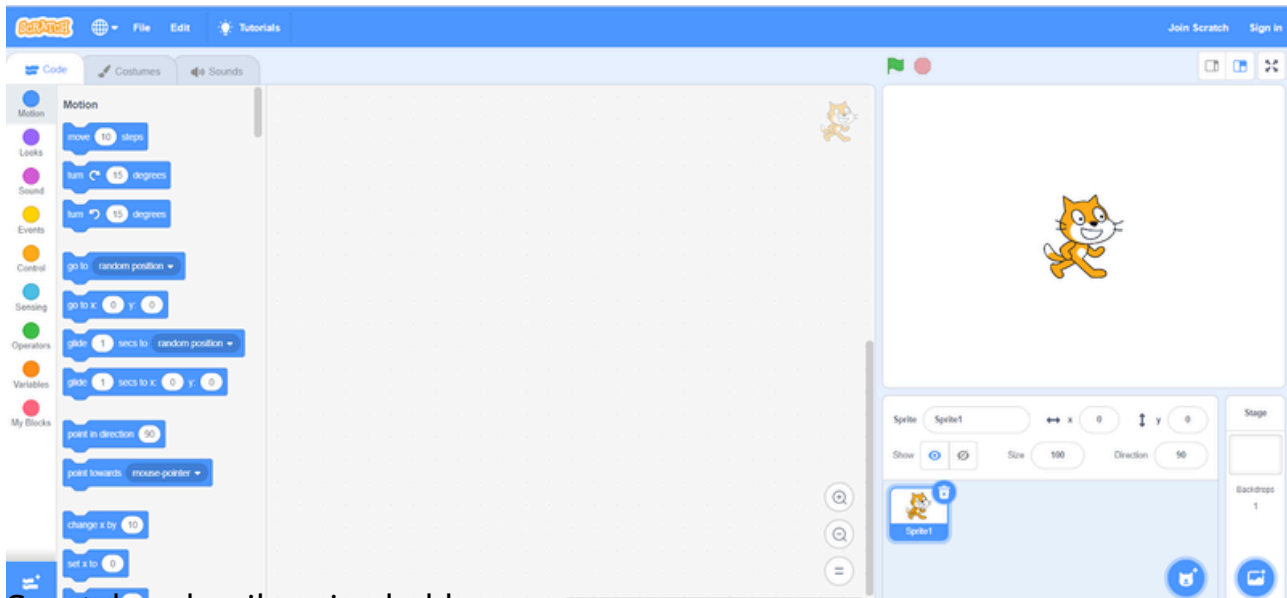 SCRATCH File Edit Tutorials Join Scratch Sign in
Code Costumes Sounds
Motion
Looks
Sound
Events
Control
Sensing
Operators
Variables
My Blocks
Motion
move 10 steps
turn 15 degrees
turn 15 degrees
go to random position
go to x: 0 y: 0
glide 1 secs to random position
glide 1 secs to x: 0 y: 0
point in direction 90
point towards mouse-pointer
change x by 10
set x to 0
Sprite Sprite1 x 0 y 0
Show Size 100 Direction 90
Sprite1
Stage
Backdrops
1